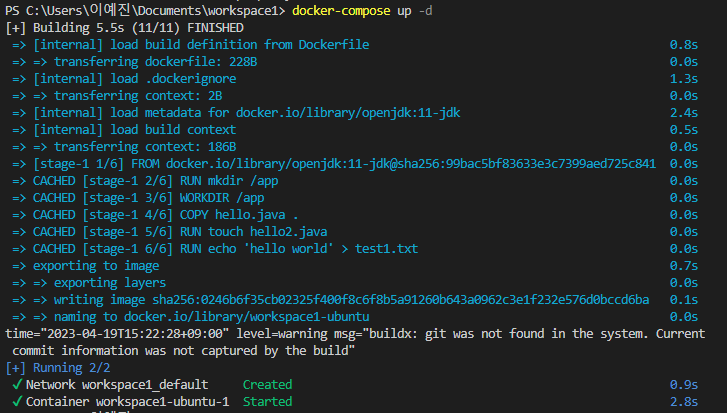 PS C:\Users\이예진\Documents\workspace1> docker-compose up -d
[+] Building 5.5s (11/11) FINISHED
=> [internal] load build definition from Dockerfile 0.8s
=> => transferring dockerfile: 228B 0.0s
=> [internal] load .dockerignore 1.3s
=> => transferring context: 2B 0.0s
=> [internal] load metadata for docker.io/library/openjdk:11-jdk 2.4s
=> [internal] load build context 0.5s
=> => transferring context: 186B 0.0s
=> [stage-1 1/6] FROM docker.io/library/openjdk:11-jdk@sha256:99bac5bf83633e3c7399aed725c841 0.0s
=> CACHED [stage-1 2/6] RUN mkdir /app 0.0s
=> CACHED [stage-1 3/6] WORKDIR /app 0.0s
=> CACHED [stage-1 4/6] COPY hello.java . 0.0s
=> CACHED [stage-1 5/6] RUN touch hello2.java 0.0s
=> CACHED [stage-1 6/6] RUN echo 'hello world' > test1.txt 0.0s
=> exporting to image 0.7s
=> => exporting layers 0.0s
=> => writing image sha256:0246b6f35cb02325f400f8c6f8b5a91260b643a0962c3e1f232e576d0bccd6ba 0.1s
=> => naming to docker.io/library/workspace1-ubuntu 0.0s
time="2023-04-19T15:22:28+09:00" level=warning msg="buildx: git was not found in the system. Current
commit information was not captured by the build"
[+] Running 2/2
✔ Network workspace1_default Created 0.9s
✔ Container workspace1-ubuntu-1 Started 2.8s